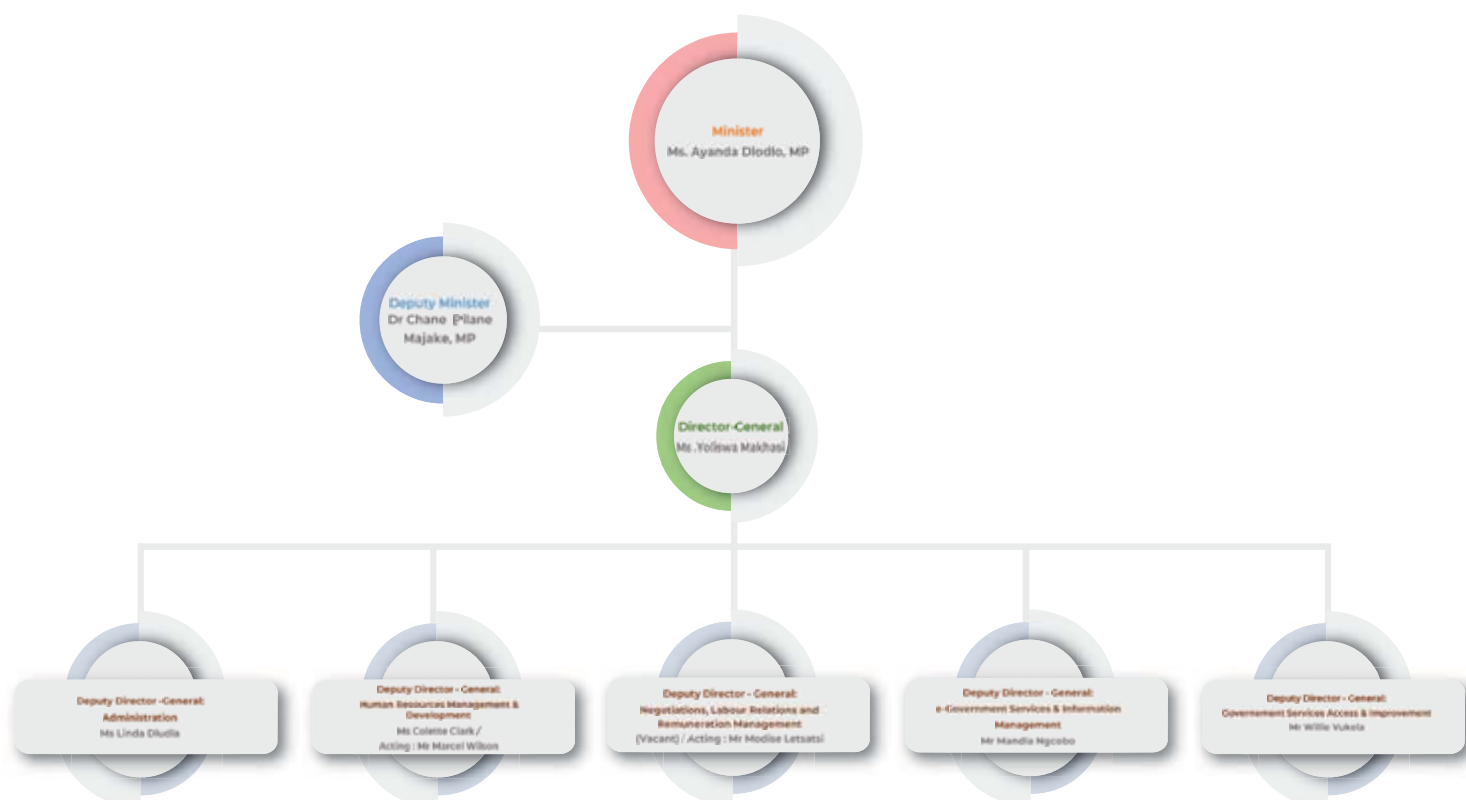 Minister
Ms. Ayanda Dlodlo, MP
Deputy Minister
Dr Chane Pilane
Majake, MP
Director-General
Ms .Yoliswa Makhasi
Deputy Director -General:
Administration
Ms Linda Dludla
Deputy Director - General:
Human Resources Management &
Development
Ms Colette Clark /
Acting : Mr Marcel Wilson
Deputy Director - General:
Negotiations, Labour Relations and
Remuneration Management
(Vacant) / Acting : Mr Modise Letsatsi
Deputy Director - General:
e-Government Services & Information
Management
Mr Mandla Ngcobo
Deputy Director - General:
Governement Services Access & Improvement
Mr Willie Vukela